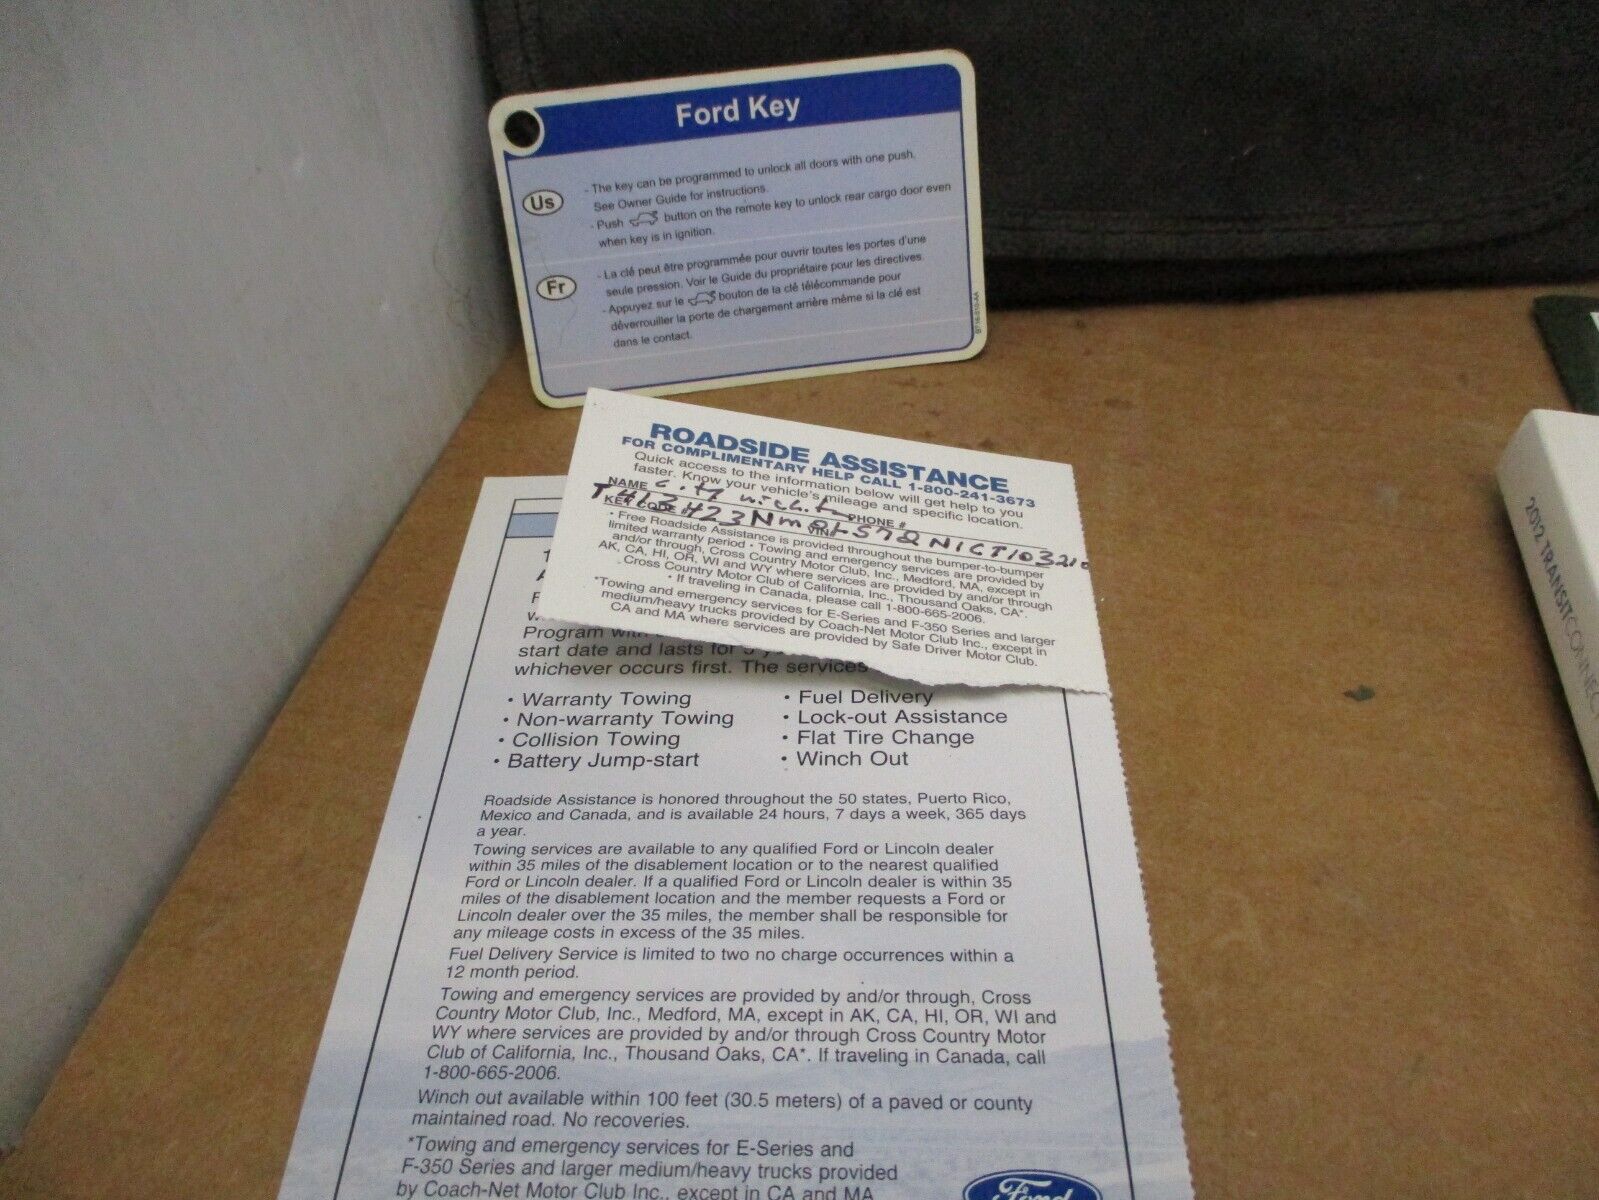 Ford Key
Us
- The key can be programmed to unlock all doors with one push.
See Owner Guide for instructions.
- Push button on the remote key to unlock rear cargo door even
when key is in ignition.
Fr
- La clé peut être programmée pour ouvrir toutes les portes d'une
seule pression. Voir le Guide du propriétaire pour les directives.
- Appuyez sur le bouton de la clé télécommande pour
déverrouiller la porte de chargement arrière même si la clé est
dans le contact.
ROADSIDE ASSISTANCE
FOR COMPLIMENTARY HELP CALL 1-800-241-3673
Quick access to the information below will get help to you
faster. Know your vehicle's mileage and specific location.
NAME PHONE #
KEY CODE VIN
• Free Roadside Assistance is provided throughout the bumper-to-bumper
limited warranty period • Towing and emergency services are provided by
and/or through, Cross Country Motor Club, Inc., Medford, MA, except in
AK, CA, HI, OR, WI and WY where services are provided by and/or through
Cross Country Motor Club of California, Inc., Thousand Oaks, CA*.
• If traveling in Canada, please call 1-800-665-2006.
*Towing and emergency services for E-Series and F-350 Series and larger
medium/heavy trucks provided by Coach-Net Motor Club Inc., except in
CA and MA where services are provided by Safe Driver Motor Club.
Program with
start date and lasts for
whichever occurs first. The services
• Warranty Towing
• Non-warranty Towing
• Collision Towing
• Battery Jump-start
• Fuel Delivery
• Lock-out Assistance
• Flat Tire Change
• Winch Out
Roadside Assistance is honored throughout the 50 states, Puerto Rico,
Mexico and Canada, and is available 24 hours, 7 days a week, 365 days
a year.
Towing services are available to any qualified Ford or Lincoln dealer
within 35 miles of the disablement location or to the nearest qualified
Ford or Lincoln dealer. If a qualified Ford or Lincoln dealer is within 35
miles of the disablement location and the member requests a Ford or
Lincoln dealer over the 35 miles, the member shall be responsible for
any mileage costs in excess of the 35 miles.
Fuel Delivery Service is limited to two no charge occurrences within a
12 month period.
Towing and emergency services are provided by and/or through, Cross
Country Motor Club, Inc., Medford, MA, except in AK, CA, HI, OR, WI and
WY where services are provided by and/or through Cross Country Motor
Club of California, Inc., Thousand Oaks, CA*. If traveling in Canada, call
1-800-665-2006.
Winch out available within 100 feet (30.5 meters) of a paved or county
maintained road. No recoveries.
*Towing and emergency services for E-Series and
F-350 Series and larger medium/heavy trucks provided
by Coach-Net Motor Club Inc., except in CA and MA
Ford
2012 TRANSITCONNECT